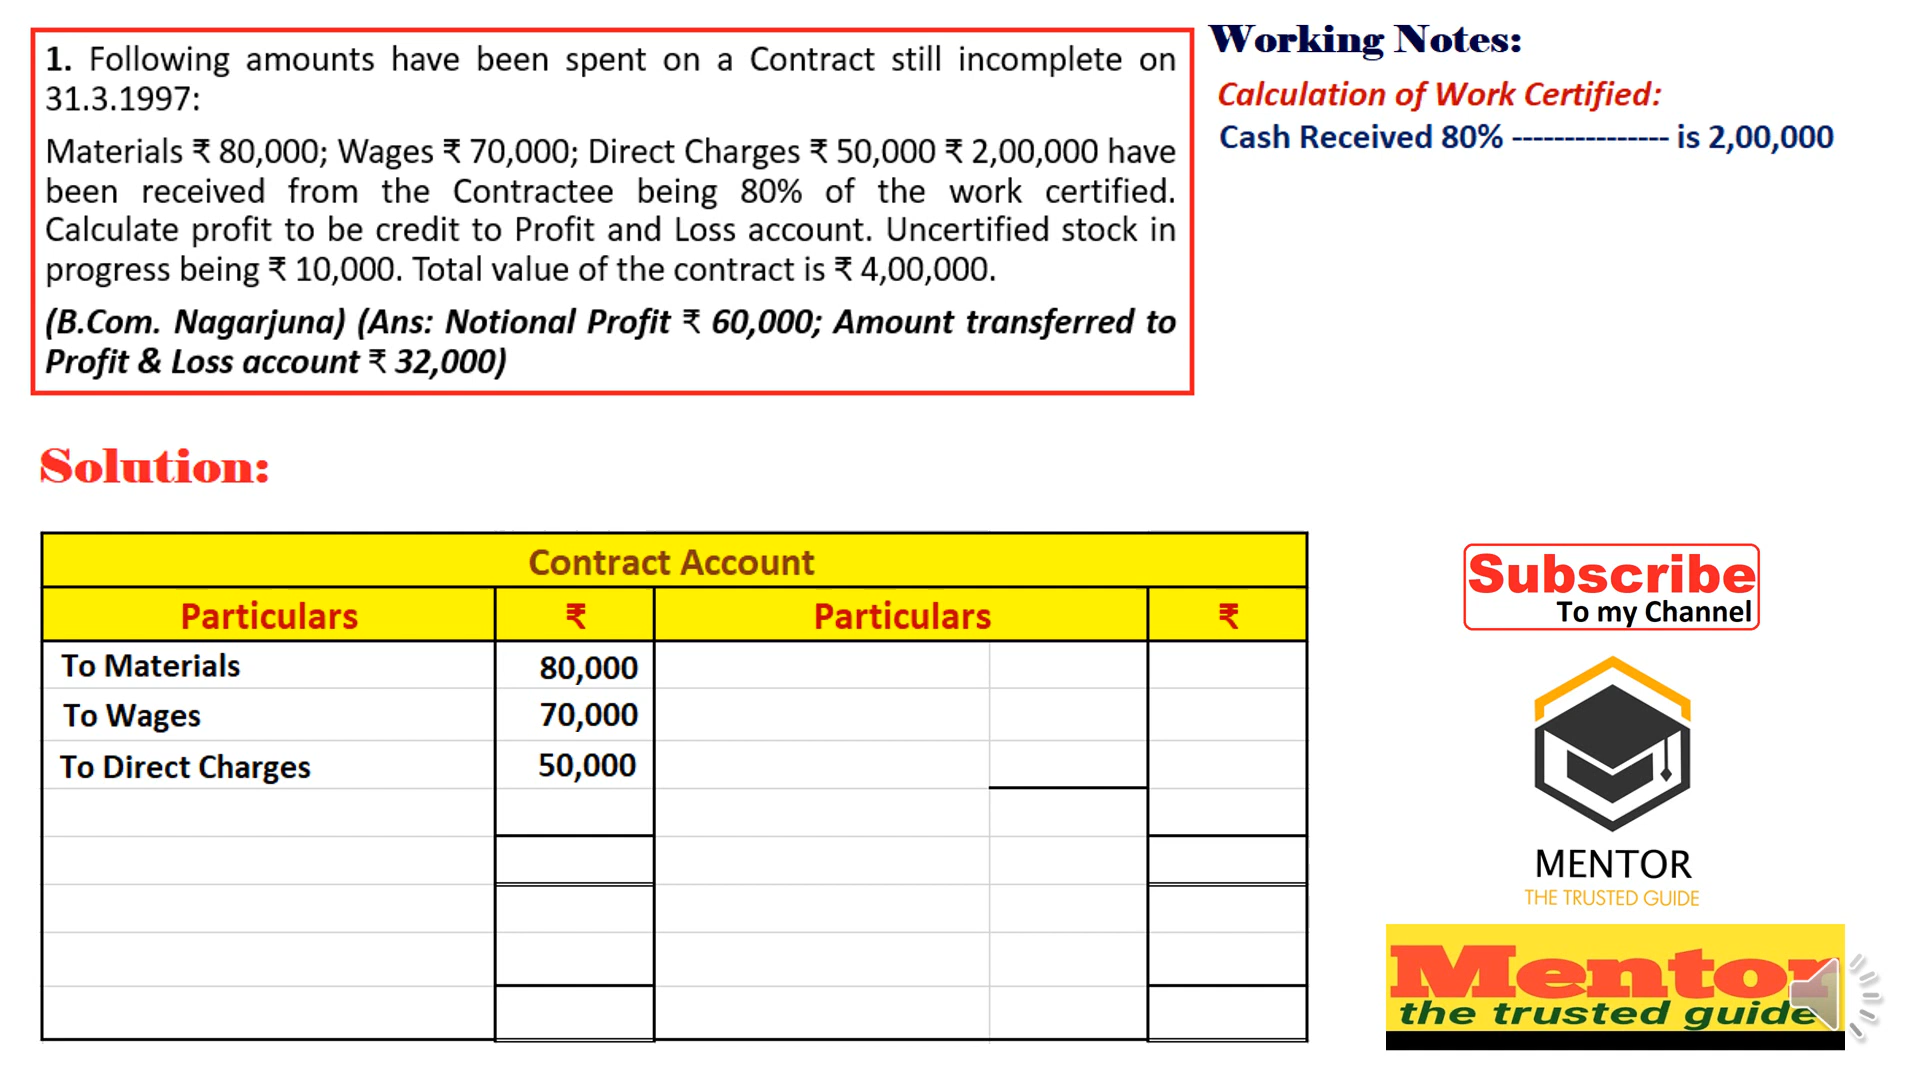 1. Following amounts have been spent on a Contract still incomplete on
31.3.1997:
Materials ₹ 80,000; Wages ₹ 70,000; Direct Charges ₹ 50,000 ₹ 2,00,000 have
been received from the Contractee being 80% of the work certified.
Calculate profit to be credit to Profit and Loss account. Uncertified stock in
progress being ₹ 10,000. Total value of the contract is ₹ 4,00,000.
(B.Com. Nagarjuna) (Ans: Notional Profit ₹ 60,000; Amount transferred to
Profit & Loss account ₹ 32,000)
Working Notes:
Calculation of Work Certified:
Cash Received 80% --------------- is 2,00,000
Solution:
Contract Account
Particulars ₹ Particulars ₹
To Materials 80,000
To Wages 70,000
To Direct Charges 50,000
Subscribe
To my Channel
MENTOR
THE TRUSTED GUIDE
Mentor
the trusted guide